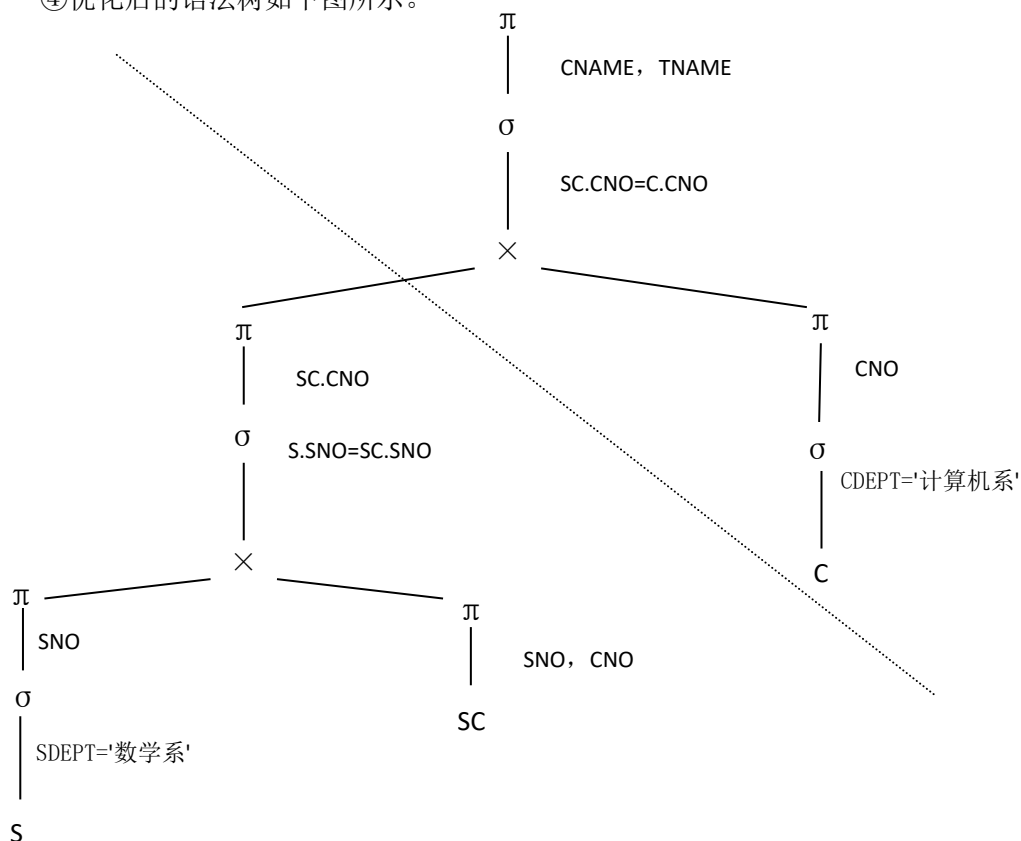 ④优化后的语法树如下图所示。
π
CNAME，TNAME
σ
SC.CNO=C.CNO
×
π
π
SC.CNO
CNO
σ
S.SNO=SC.SNO
σ
CDEPT='计算机系'
×
C
π
π
SNO
SNO，CNO
σ
SC
SDEPT='数学系'
S